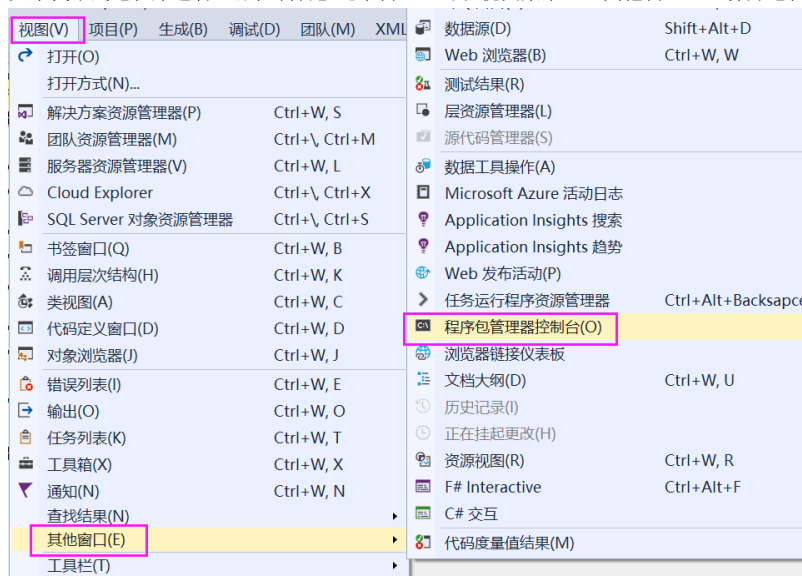 视图(V) 项目(P) 生成(B) 调试(D) 团队(M) XML
打开(O)
打开方式(N)...
解决方案资源管理器(P) Ctrl+W, S
团队资源管理器(M) Ctrl+\, Ctrl+M
服务器资源管理器(V) Ctrl+W, L
Cloud Explorer Ctrl+\, Ctrl+X
SQL Server 对象资源管理器 Ctrl+\, Ctrl+S
书签窗口(Q) Ctrl+W, B
调用层次结构(H) Ctrl+W, K
类视图(A) Ctrl+W, C
代码定义窗口(D) Ctrl+W, D
对象浏览器(J) Ctrl+W, J
错误列表(I) Ctrl+W, E
输出(O) Ctrl+W, O
任务列表(K) Ctrl+W, T
工具箱(X) Ctrl+W, X
通知(N) Ctrl+W, N
查找结果(N)
其他窗口(E)
工具栏(T)
数据源(D) Shift+Alt+D
Web 浏览器(B) Ctrl+W, W
测试结果(R)
层资源管理器(L)
源代码管理器(S)
数据工具操作(A)
Microsoft Azure 活动日志
Application Insights 搜索
Application Insights 趋势
Web 发布活动(P)
任务运行程序资源管理器 Ctrl+Alt+Backsapce
程序包管理器控制台(O)
浏览器链接仪表板
文档大纲(D) Ctrl+W, U
历史记录(I)
正在挂起更改(H)
资源视图(R) Ctrl+W, R
F# Interactive Ctrl+Alt+F
C# 交互
代码度量值结果(M)